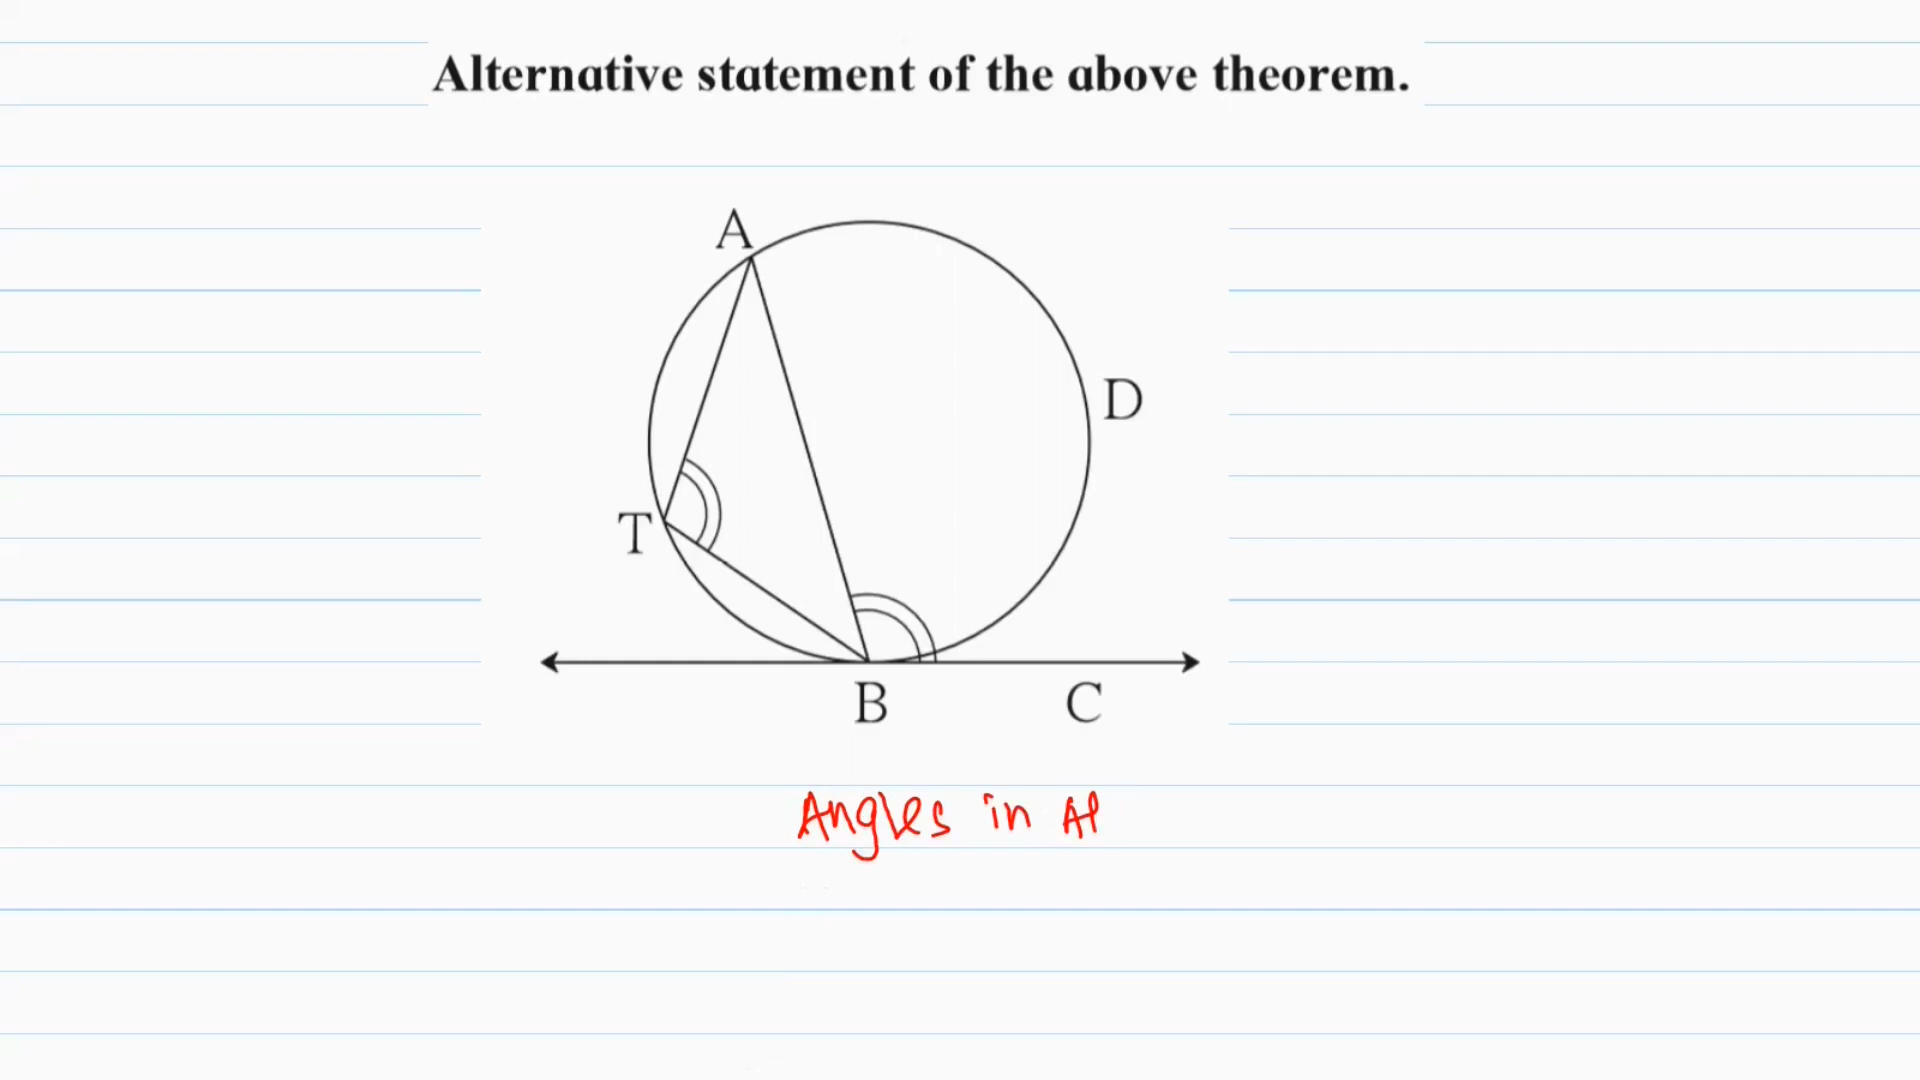 Alternative statement of the above theorem.
A
D
T
B C
Angles in Al